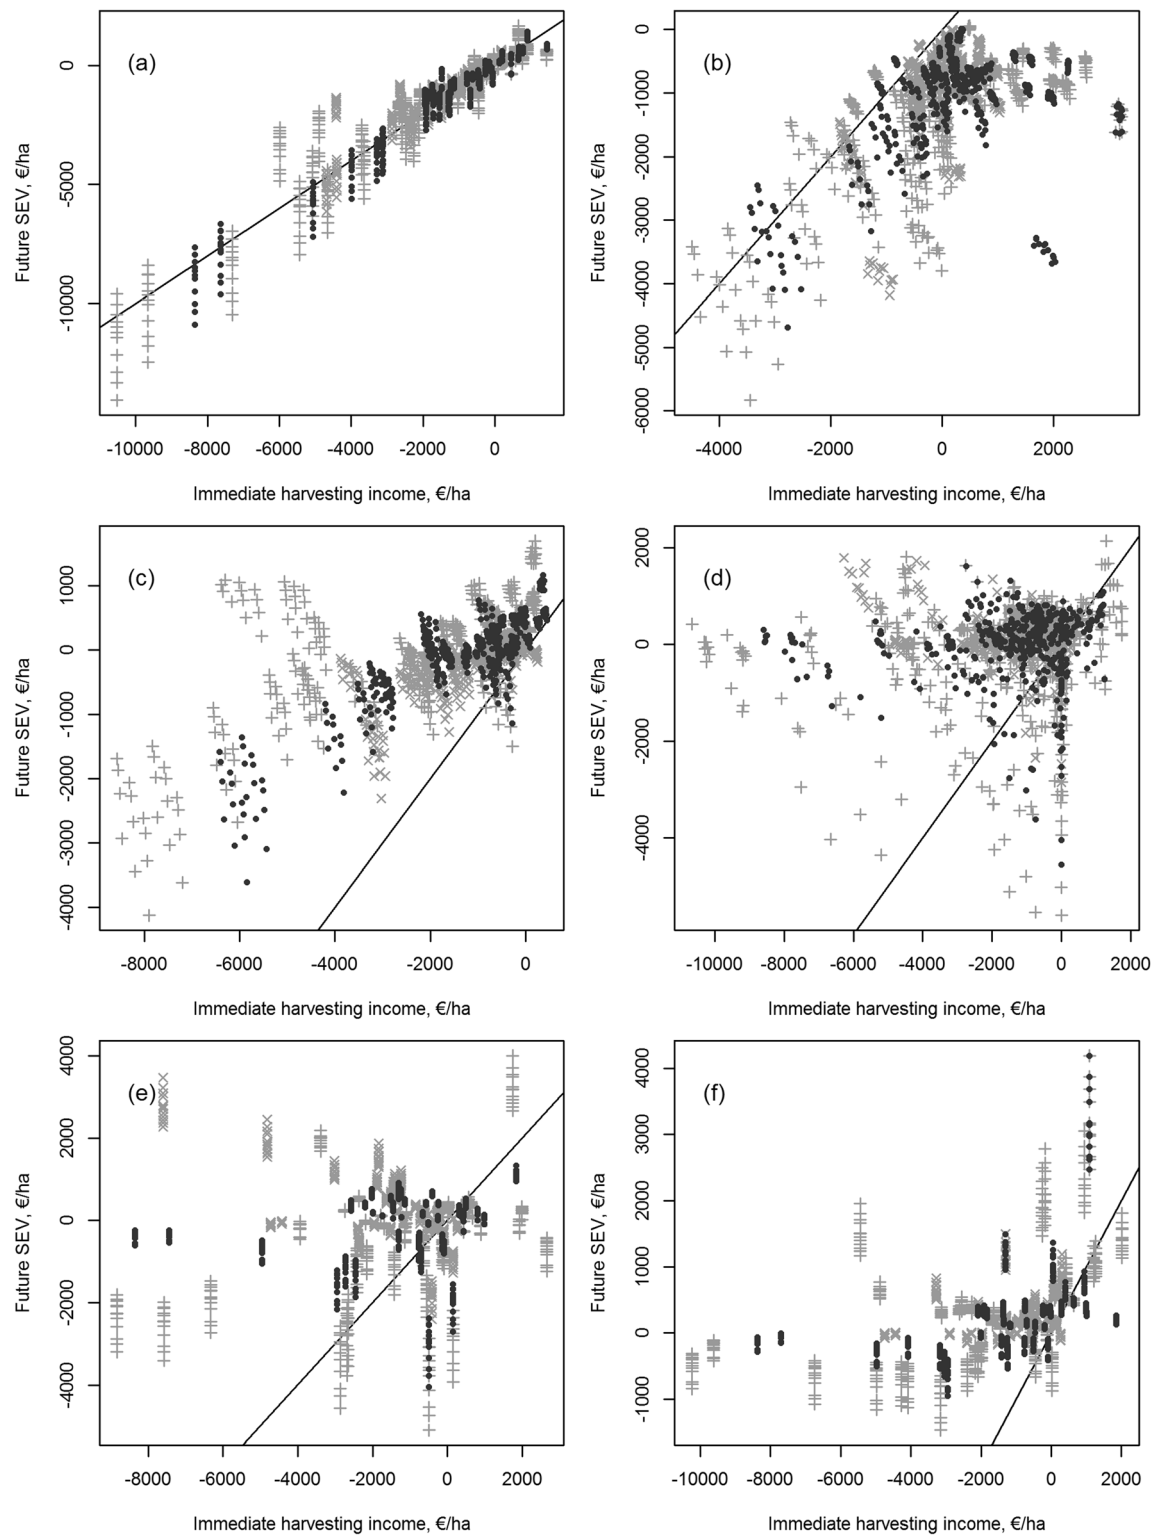 (a)
0
-5000
-10000
Future SEV, €/ha
-10000 -8000 -6000 -4000 -2000 0
Immediate harvesting income, €/ha
(b)
0
-1000
-2000
-3000
-4000
-5000
-6000
Future SEV, €/ha
-4000 -2000 0 2000
Immediate harvesting income, €/ha
(c)
1000
0
-1000
-2000
-3000
-4000
Future SEV, €/ha
-8000 -6000 -4000 -2000 0
Immediate harvesting income, €/ha
(d)
2000
0
-2000
-4000
Future SEV, €/ha
-10000 -8000 -6000 -4000 -2000 0 2000
Immediate harvesting income, €/ha
(e)
4000
2000
0
-2000
-4000
Future SEV, €/ha
-8000 -6000 -4000 -2000 0 2000
Immediate harvesting income, €/ha
(f)
4000
3000
2000
1000
0
-1000
Future SEV, €/ha
-10000 -8000 -6000 -4000 -2000 0 2000
Immediate harvesting income, €/ha